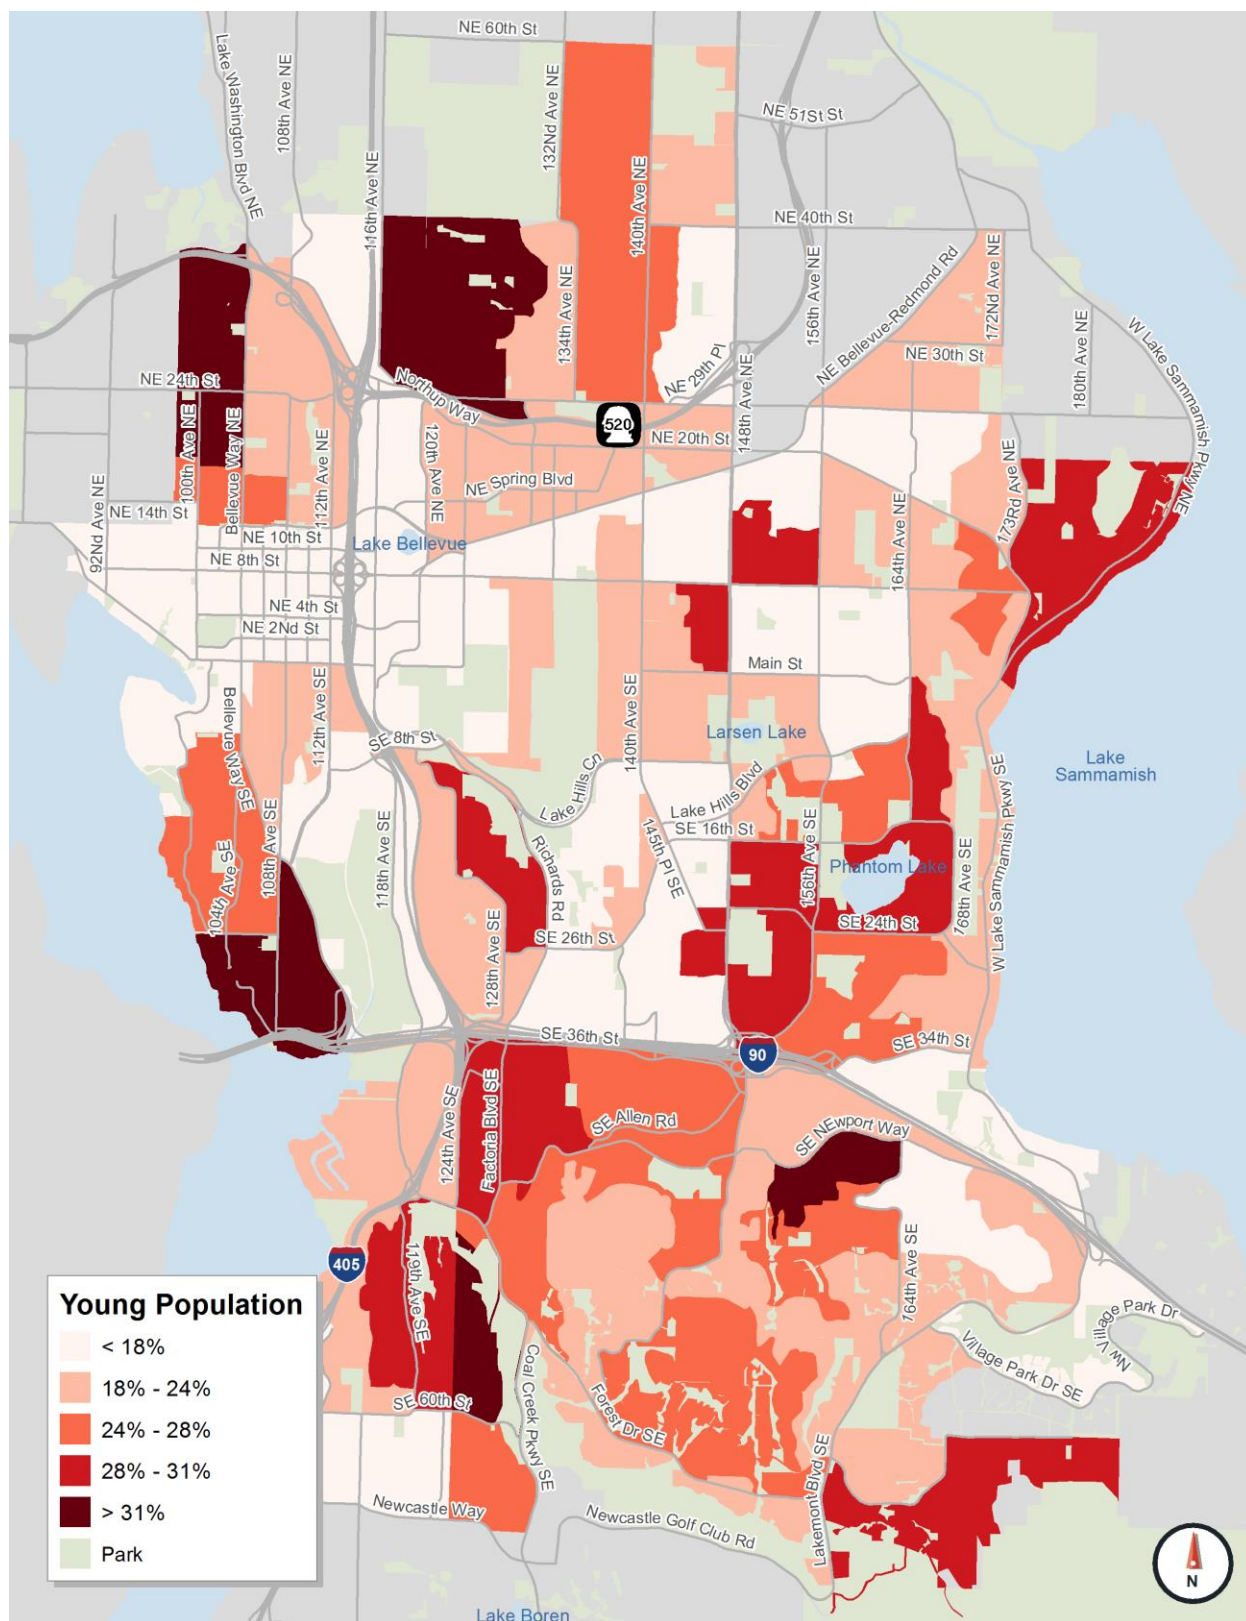 NE 60th St
Lake Washington Blvd NE
108th Ave NE
116th Ave NE
132Nd Ave NE
140th Ave NE
NE 51St St
NE 40th St
134th Ave NE
156th Ave NE
172Nd Ave NE
NE Bellevue-Redmond Rd
180th Ave NE
W Lake Sammamish Pkwy NE
NE 24th St
Northup Way
NE 29th Pl
148th Ave NE
NE 30th St
520
NE 20th St
100th Ave NE
Bellevue Way NE
112th Ave NE
120th Ave NE
NE Spring Blvd
164th Ave NE
173Rd Ave NE
92Nd Ave NE
NE 14th St
NE 10th St
Lake Bellevue
NE 8th St
NE 4th St
NE 2Nd St
Main St
Bellevue Way SE
112th Ave SE
SE 8th St
140th Ave SE
Larsen Lake
Lake
Sammamish
Lake Hills Cn
Lake Hills Blvd
SE 16th St
145th Pl SE
104th Ave SE
108th Ave SE
118th Ave SE
Richards Rd
156th Ave SE
Phantom Lake
168th Ave SE
W Lake Sammamish Pkwy SE
SE 24th St
SE 26th St
128th Ave SE
SE 36th St
90
SE 34th St
124th Ave SE
Factoria Blvd SE
SE Allen Rd
SE NEwport Way
405
119th Ave SE
164th Ave SE
Village Park Dr
NW Vill
Village Park Dr SE
SE 60th St
Coal Creek Pkwy SE
Forest Dr SE
Lakemont Blvd SE
Newcastle Way
Newcastle Golf Club Rd
Lake Boren
Young Population
< 18%
18% - 24%
24% - 28%
28% - 31%
> 31%
Park
N